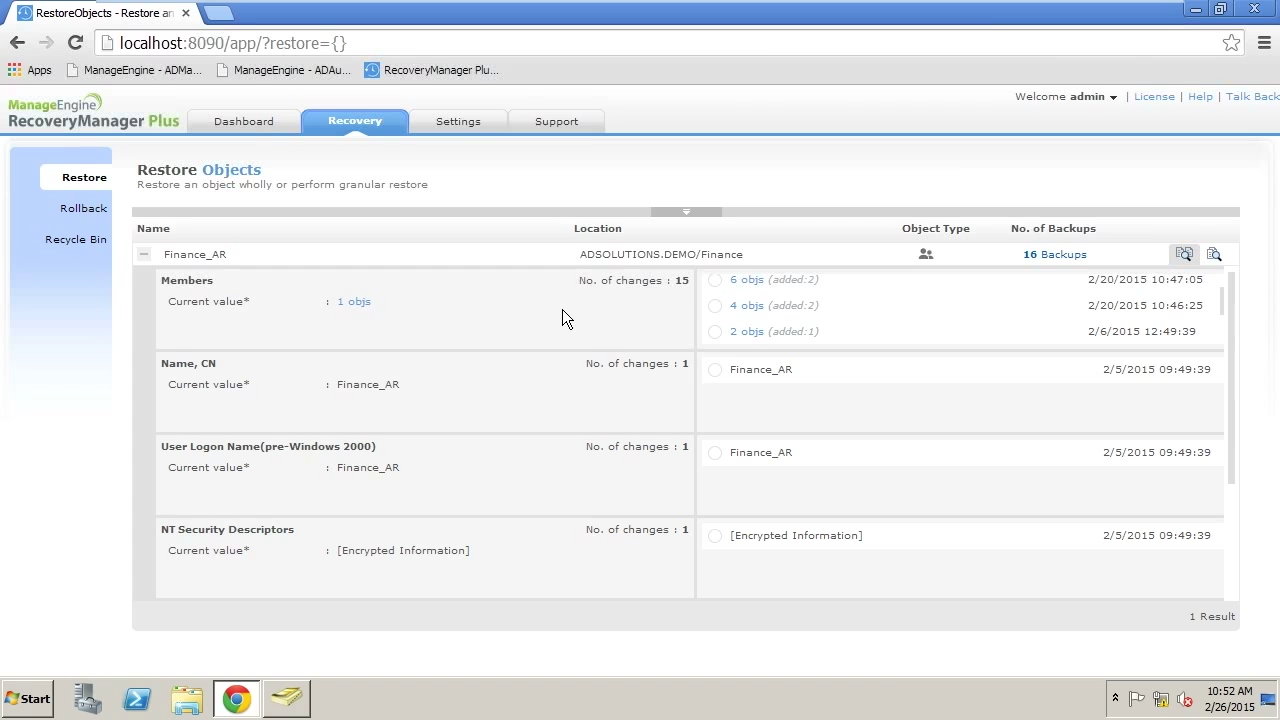 RestoreObjects - Restore an
localhost:8090/app/?restore={}
Apps ManageEngine - ADMa... ManageEngine - ADAu... RecoveryManager Plu...
Welcome admin | License | Help | Talk Back
ManageEngine
RecoveryManager Plus
Dashboard Recovery Settings Support
Restore
Rollback
Recycle Bin
Restore Objects
Restore an object wholly or perform granular restore
Name Location Object Type No. of Backups
Finance_AR ADSOLUTIONS.DEMO/Finance 16 Backups
Members No. of changes : 15
Current value* : 1 objs
6 objs (added:2) 2/20/2015 10:47:05
4 objs (added:2) 2/20/2015 10:46:25
2 objs (added:1) 2/6/2015 12:49:39
Name, CN No. of changes : 1
Current value* : Finance_AR
Finance_AR 2/5/2015 09:49:39
User Logon Name(pre-Windows 2000) No. of changes : 1
Current value* : Finance_AR
Finance_AR 2/5/2015 09:49:39
NT Security Descriptors No. of changes : 1
Current value* : [Encrypted Information]
[Encrypted Information] 2/5/2015 09:49:39
1 Result
Start
10:52 AM
2/26/2015